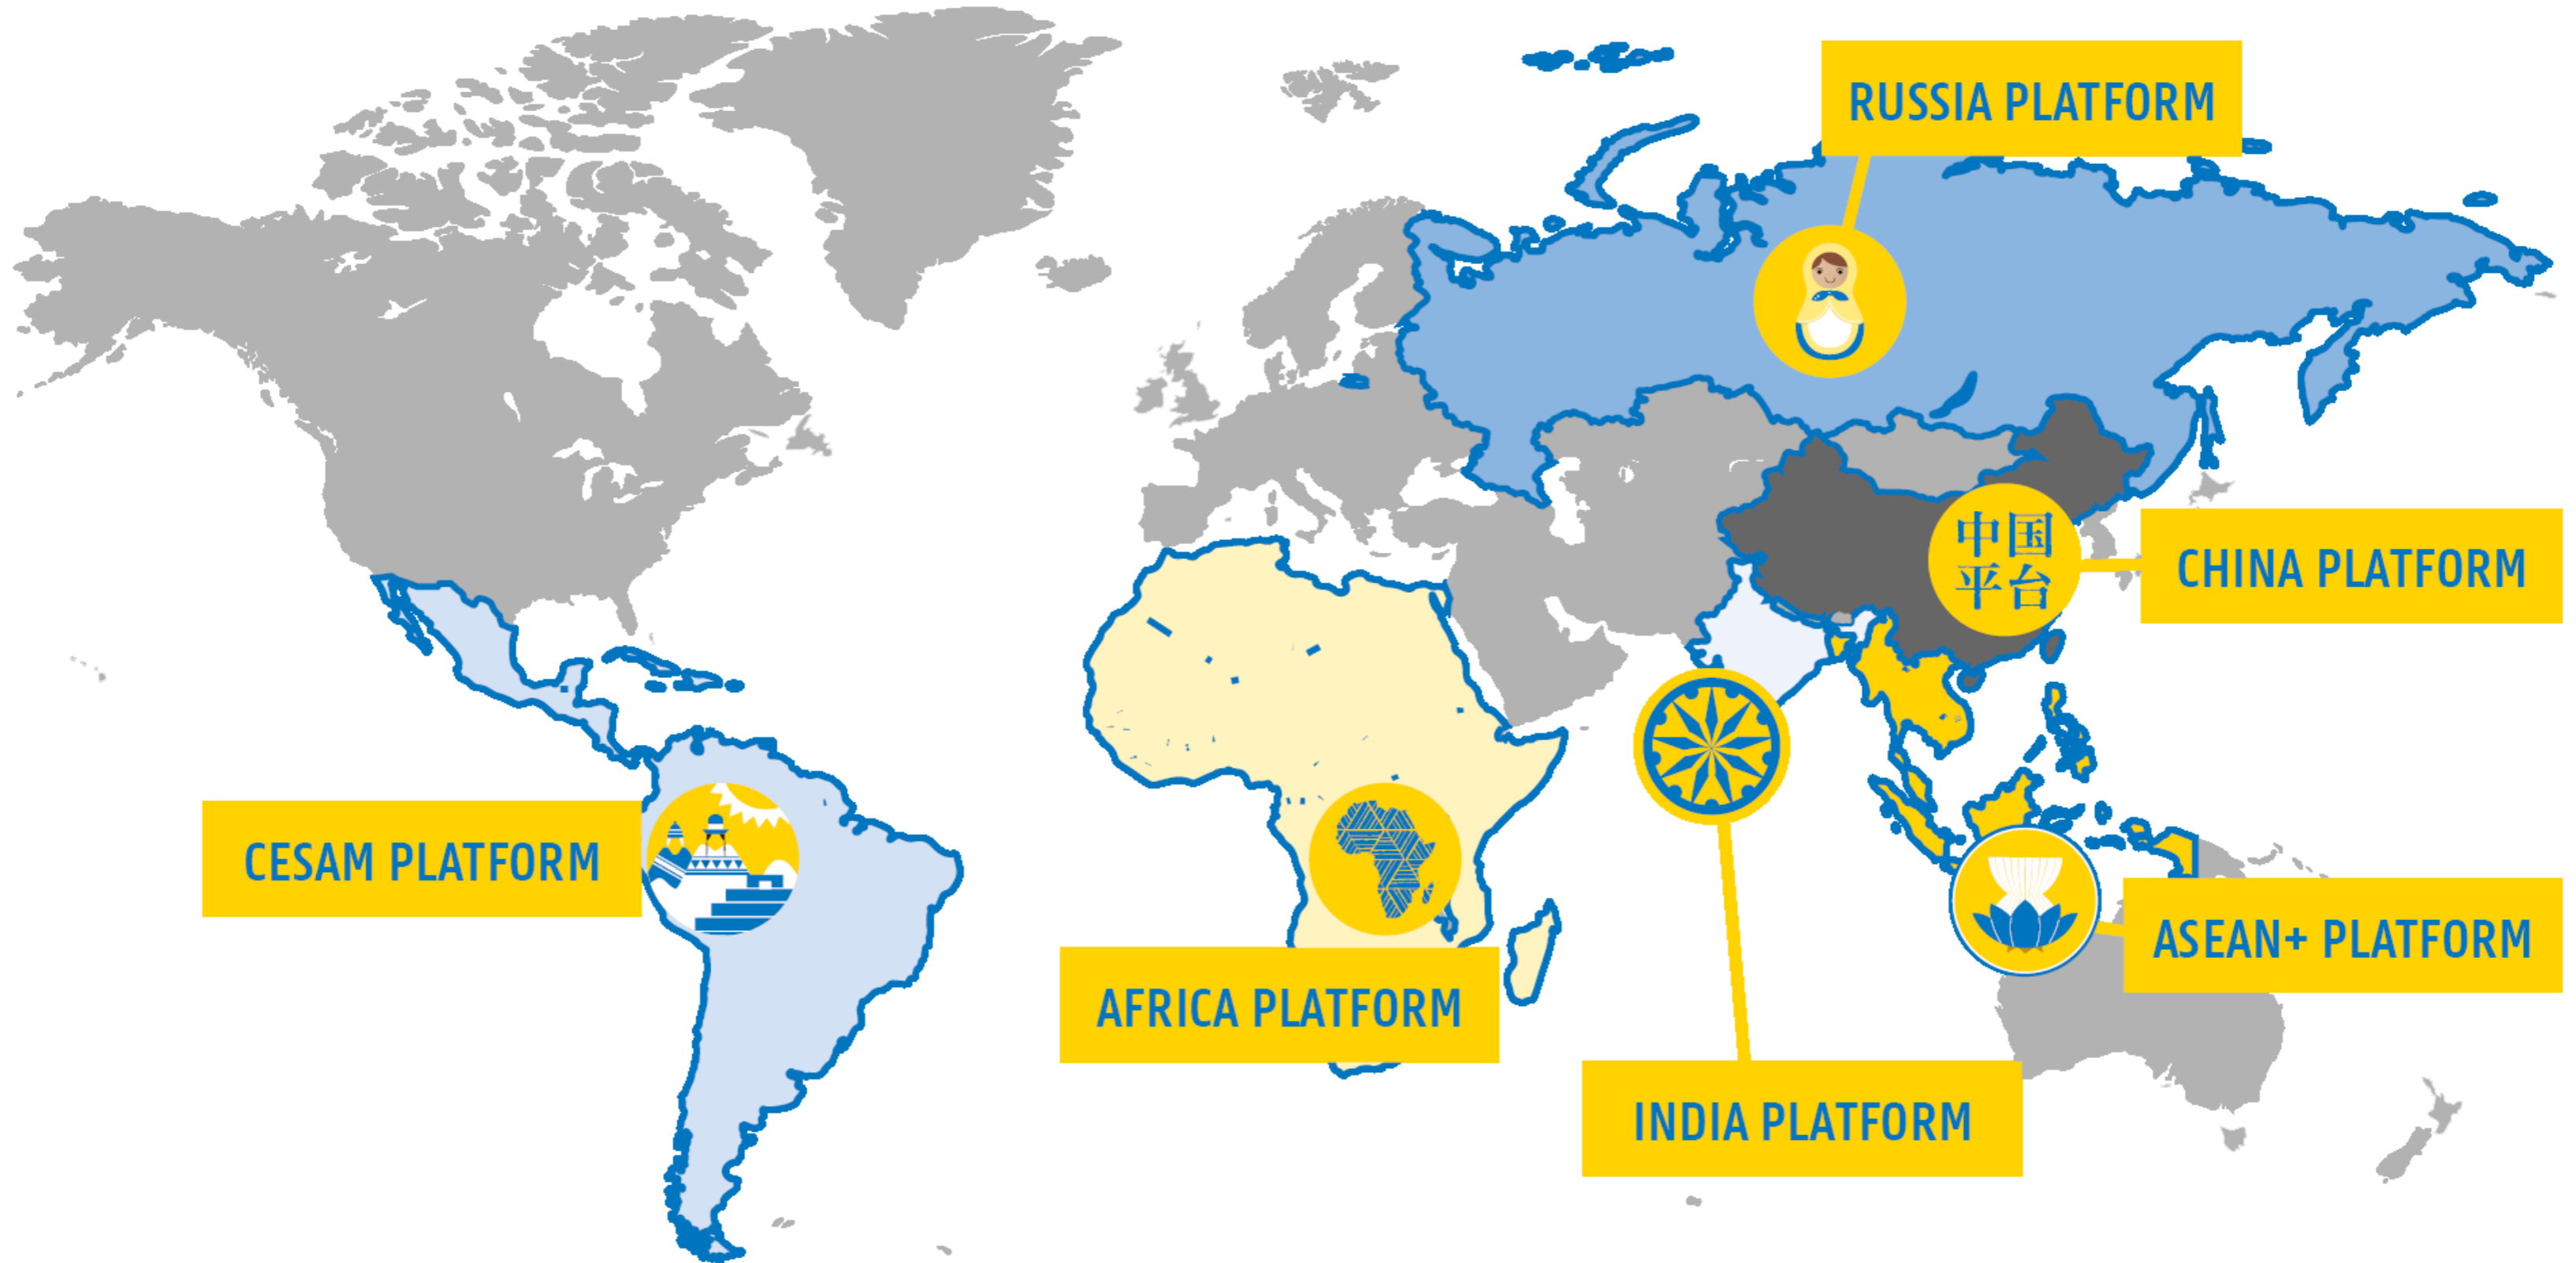 RUSSIA PLATFORM
中国
平台
CHINA PLATFORM
CESAM PLATFORM
AFRICA PLATFORM
ASEAN+ PLATFORM
INDIA PLATFORM